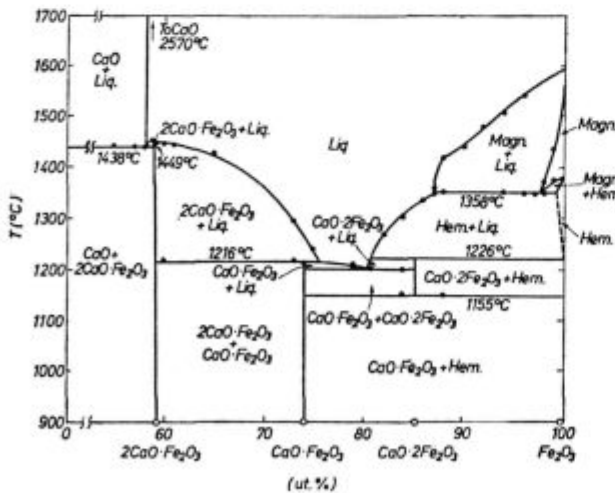 1700
1600
1500
1400
1300
1200
1100
1000
900
T (°C)
To CaO
2570°C
CaO
+
Liq.
2CaO·Fe₂O₃+Liq.
Liq
1438°C
1449°C
Magn.
+
Liq.
Magn.
Magn.
+Hem.
1358°C
2CaO·Fe₂O₃
+Liq.
CaO·2Fe₂O₃
+Liq.
Hem.+Liq.
Hem.
CaO+
2CaO·Fe₂O₃
1216°C
1226°C
CaO·Fe₂O₃
+Liq.
CaO·2Fe₂O₃+Hem.
CaO·Fe₂O₃+CaO·2Fe₂O₃
1155°C
2CaO·Fe₂O₃
+
CaO·Fe₂O₃
CaO·Fe₂O₃+Hem.
0 60 70 80 90 100
2CaO·Fe₂O₃ CaO·Fe₂O₃ CaO·2Fe₂O₃ Fe₂O₃
(wt.%)